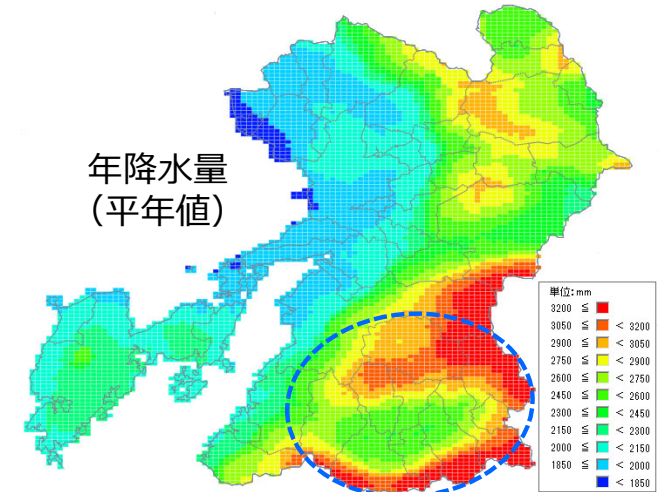 年降水量
（平年値）
単位: mm
3200 ≦
3050 ≦ < 3200
2900 ≦ < 3050
2750 ≦ < 2900
2600 ≦ < 2750
2450 ≦ < 2600
2300 ≦ < 2450
2150 ≦ < 2300
2000 ≦ < 2150
1850 ≦ < 2000
< 1850